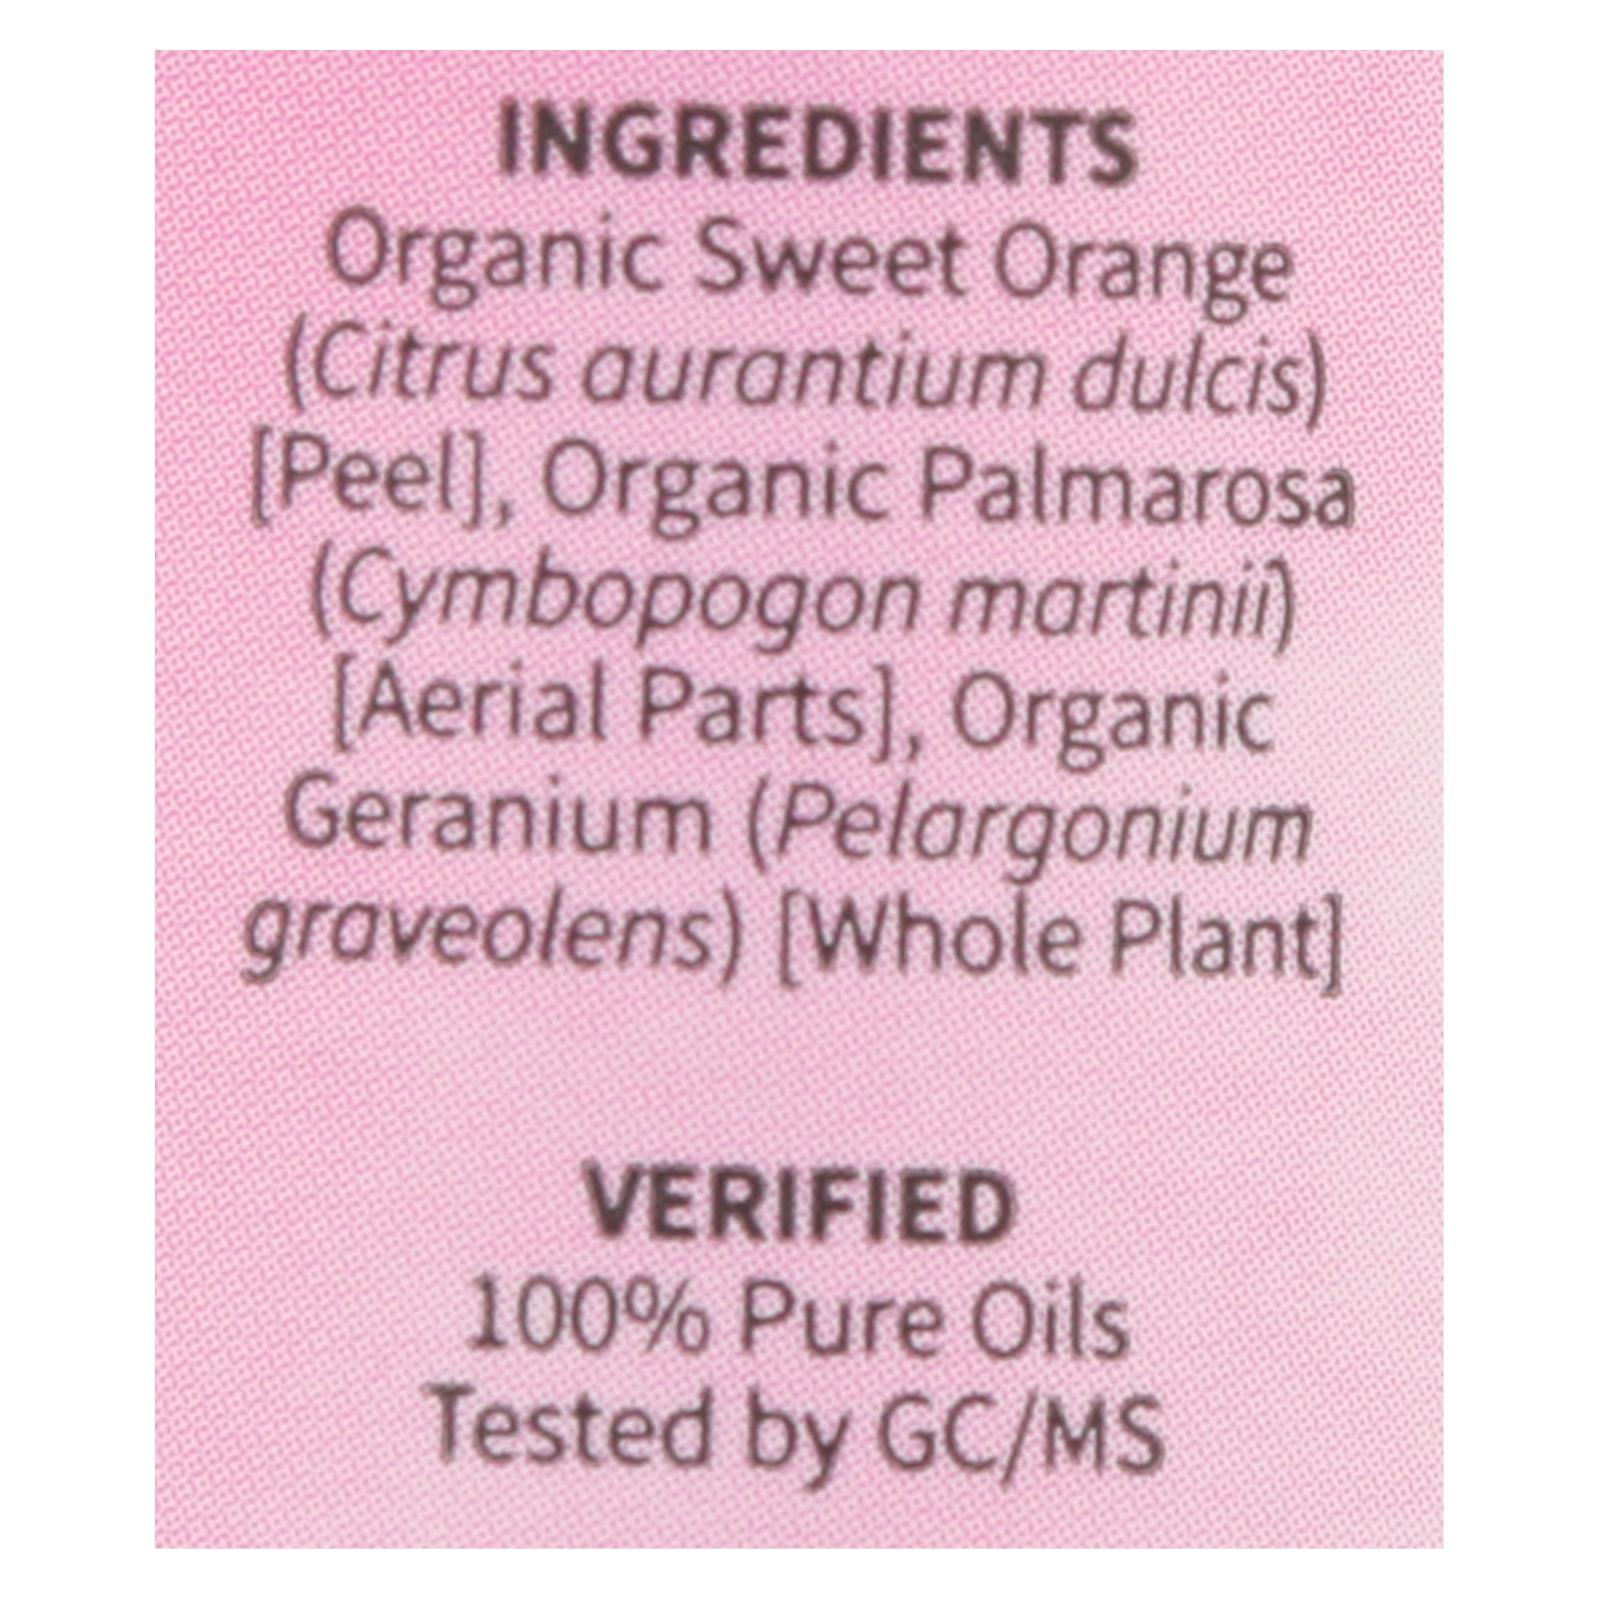 INGREDIENTS
Organic Sweet Orange
(Citrus aurantium dulcis)
[Peel], Organic Palmarosa
(Cymbopogon martinii)
[Aerial Parts], Organic
Geranium (Pelargonium
graveolens) [Whole Plant]
VERIFIED
100% Pure Oils
Tested by GC/MS